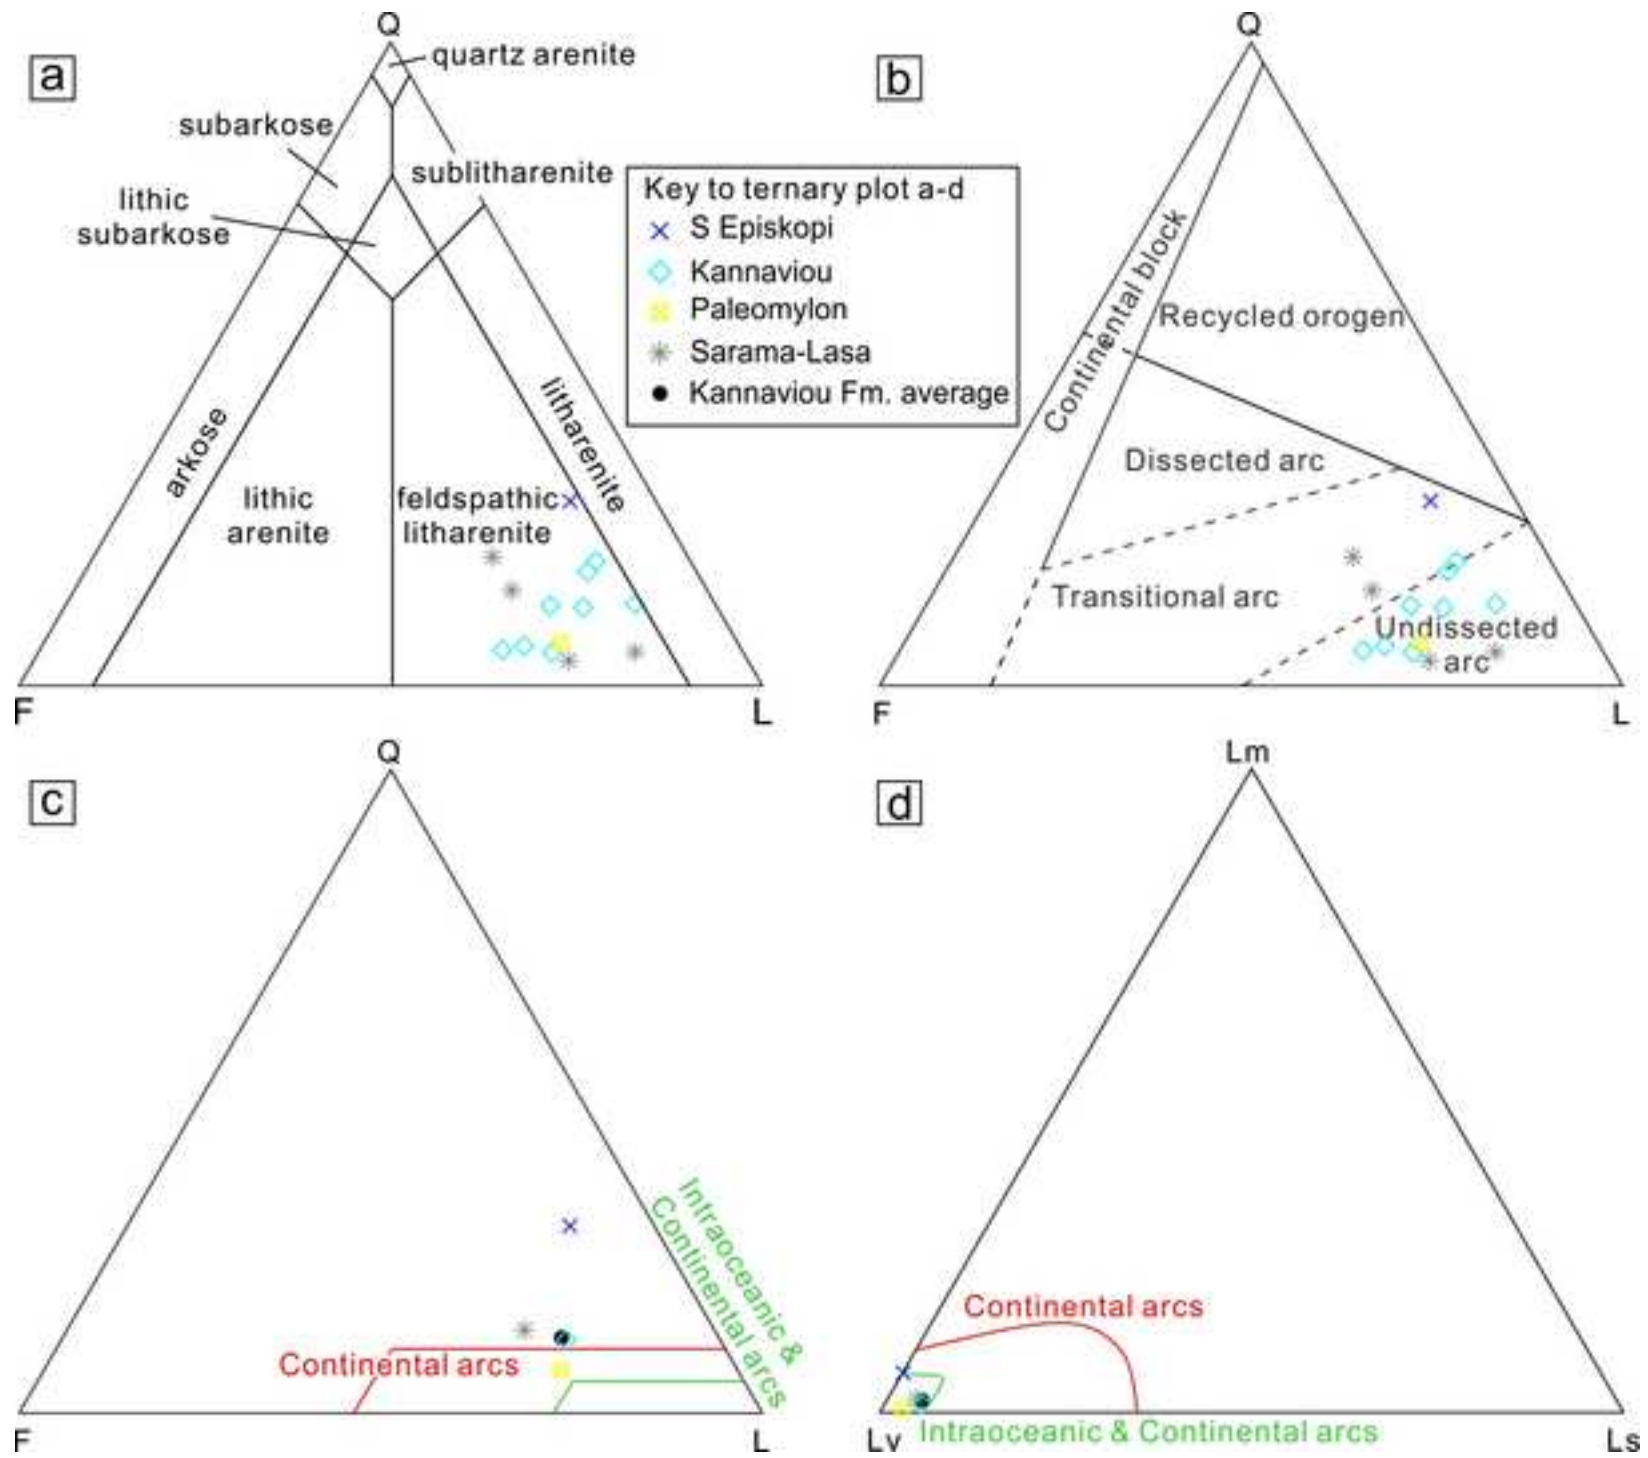 a
Q
quartz arenite
subarkose
sublitharenite
lithic
subarkose
arkose
lithic
arenite
feldspathic
litharenite
litharenite
F
L
Key to ternary plot a-d
S Episkopi
Kannaviou
Paleomylon
Sarama-Lasa
Kannaviou Fm. average
b
Q
Continental block
Recycled orogen
Dissected arc
Transitional arc
Undissected
arc
F
L
c
Q
Intraoceanic &
Continental arcs
Continental arcs
F
L
d
Lm
Continental arcs
Lv
Intraoceanic & Continental arcs
Ls